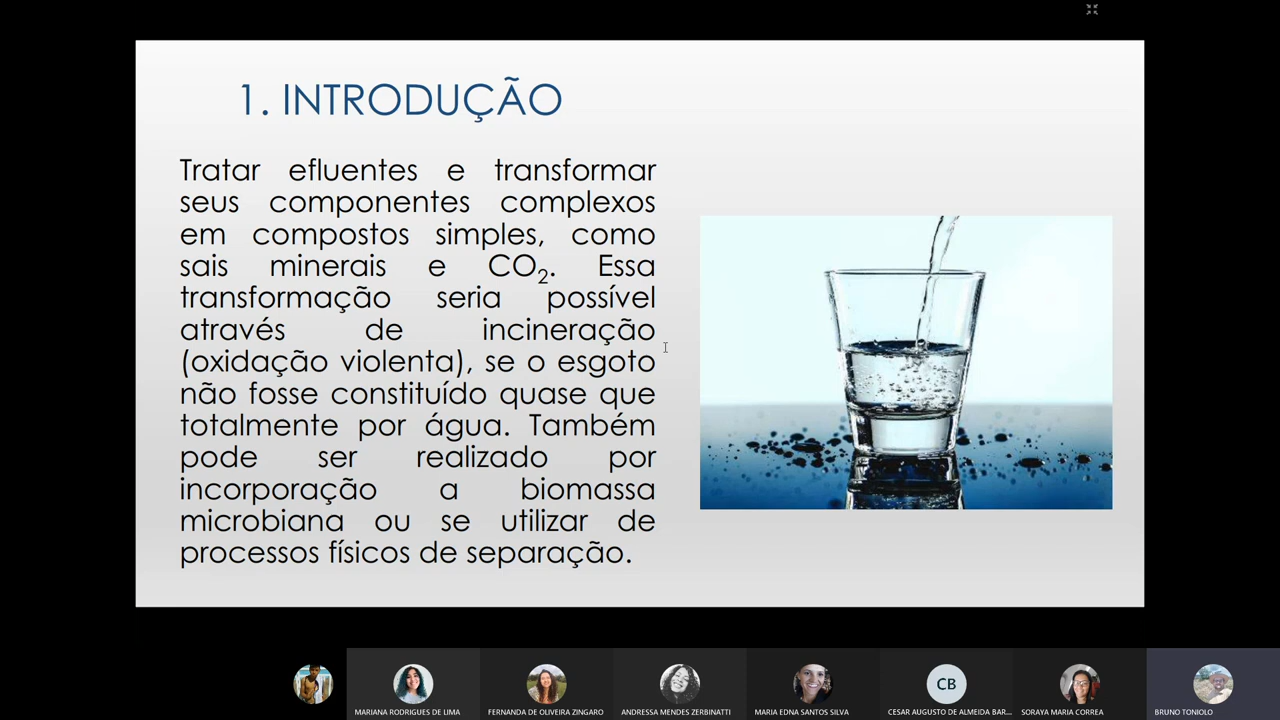 1. INTRODUÇÃO
Tratar efluentes e transformar
seus componentes complexos
em compostos simples, como
sais minerais e CO₂. Essa
transformação seria possível
através de incineração
(oxidação violenta), se o esgoto
não fosse constituído quase que
totalmente por água. Também
pode ser realizado por
incorporação a biomassa
microbiana ou se utilizar de
processos físicos de separação.
MARIANA RODRIGUES DE LIMA
FERNANDA DE OLIVEIRA ZINGARO
ANDRESSA MENDES ZERBINATTI
MARIA EDNA SANTOS SILVA
CB
CESAR AUGUSTO DE ALMEIDA BAR...
SORAYA MARIA CORREA
BRUNO TONIOLO